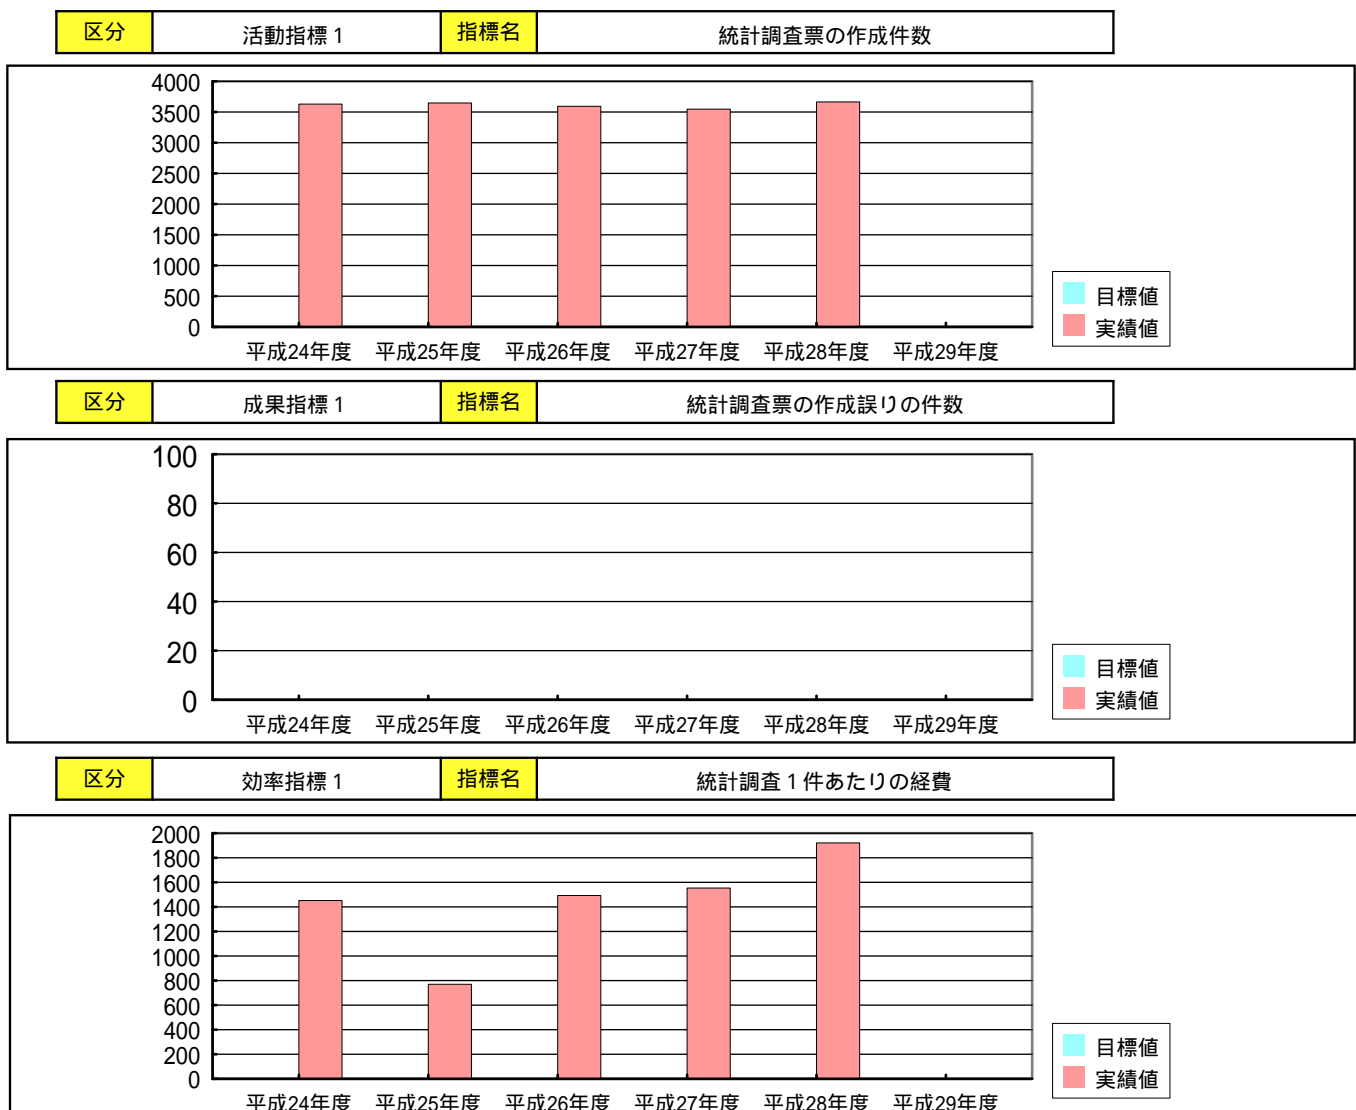 区分 活動指標1 指標名 統計調査票の作成件数
4000
3500
3000
2500
2000
1500
1000
500
0
平成24年度 平成25年度 平成26年度 平成27年度 平成28年度 平成29年度
目標値
実績値
区分 成果指標1 指標名 統計調査票の作成誤りの件数
100
80
60
40
20
0
平成24年度 平成25年度 平成26年度 平成27年度 平成28年度 平成29年度
目標値
実績値
区分 効率指標1 指標名 統計調査1件あたりの経費
2000
1800
1600
1400
1200
1000
800
600
400
200
0
平成24年度 平成25年度 平成26年度 平成27年度 平成28年度 平成29年度
目標値
実績値